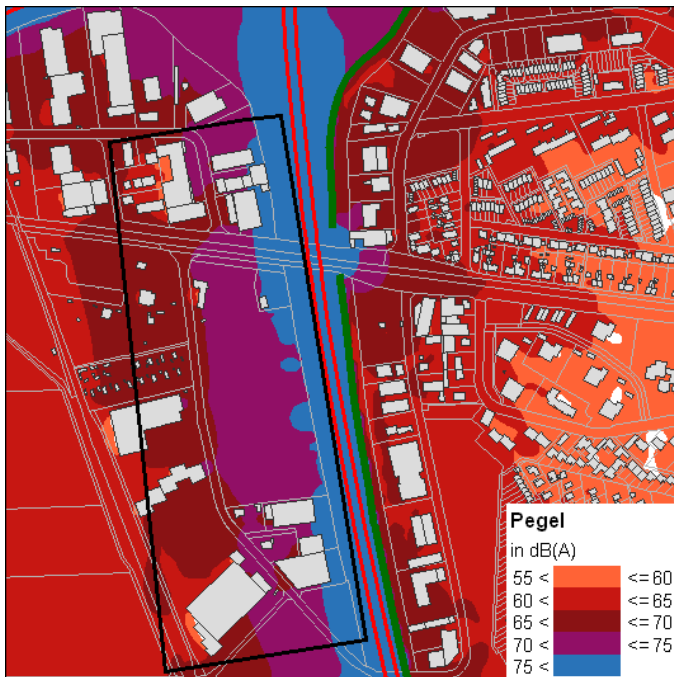 Pegel
in dB(A)
55 < <= 60
60 < <= 65
65 < <= 70
70 < <= 75
75 <